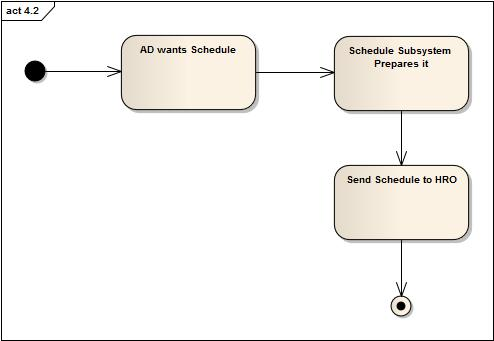 act 4.2
AD wants Schedule
Schedule Subsystem
Prepares it
Send Schedule to HRO